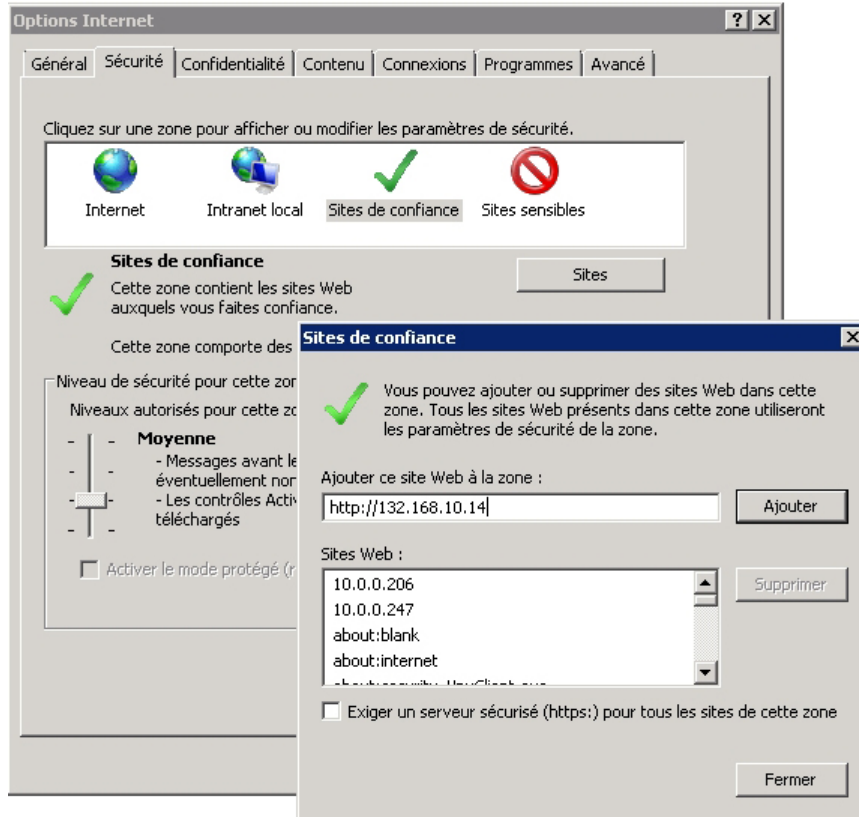 Options Internet
Général Sécurité Confidentialité Contenu Connexions Programmes Avancé
Cliquez sur une zone pour afficher ou modifier les paramètres de sécurité.
Internet Intranet local Sites de confiance Sites sensibles
Sites de confiance
Cette zone contient les sites Web
auxquels vous faites confiance.
Sites
Cette zone comporte des
Niveau de sécurité pour cette zon
Niveaux autorisés pour cette zo
Moyenne
- Messages avant le
éventuellement non
- Les contrôles Activ
téléchargés
Activer le mode protégé (r
Sites de confiance
Vous pouvez ajouter ou supprimer des sites Web dans cette
zone. Tous les sites Web présents dans cette zone utiliseront
les paramètres de sécurité de la zone.
Ajouter ce site Web à la zone :
http://132.168.10.14 Ajouter
Sites Web :
10.0.0.206 Supprimer
10.0.0.247
about:blank
about:internet
Exiger un serveur sécurisé (https:) pour tous les sites de cette zone
Fermer